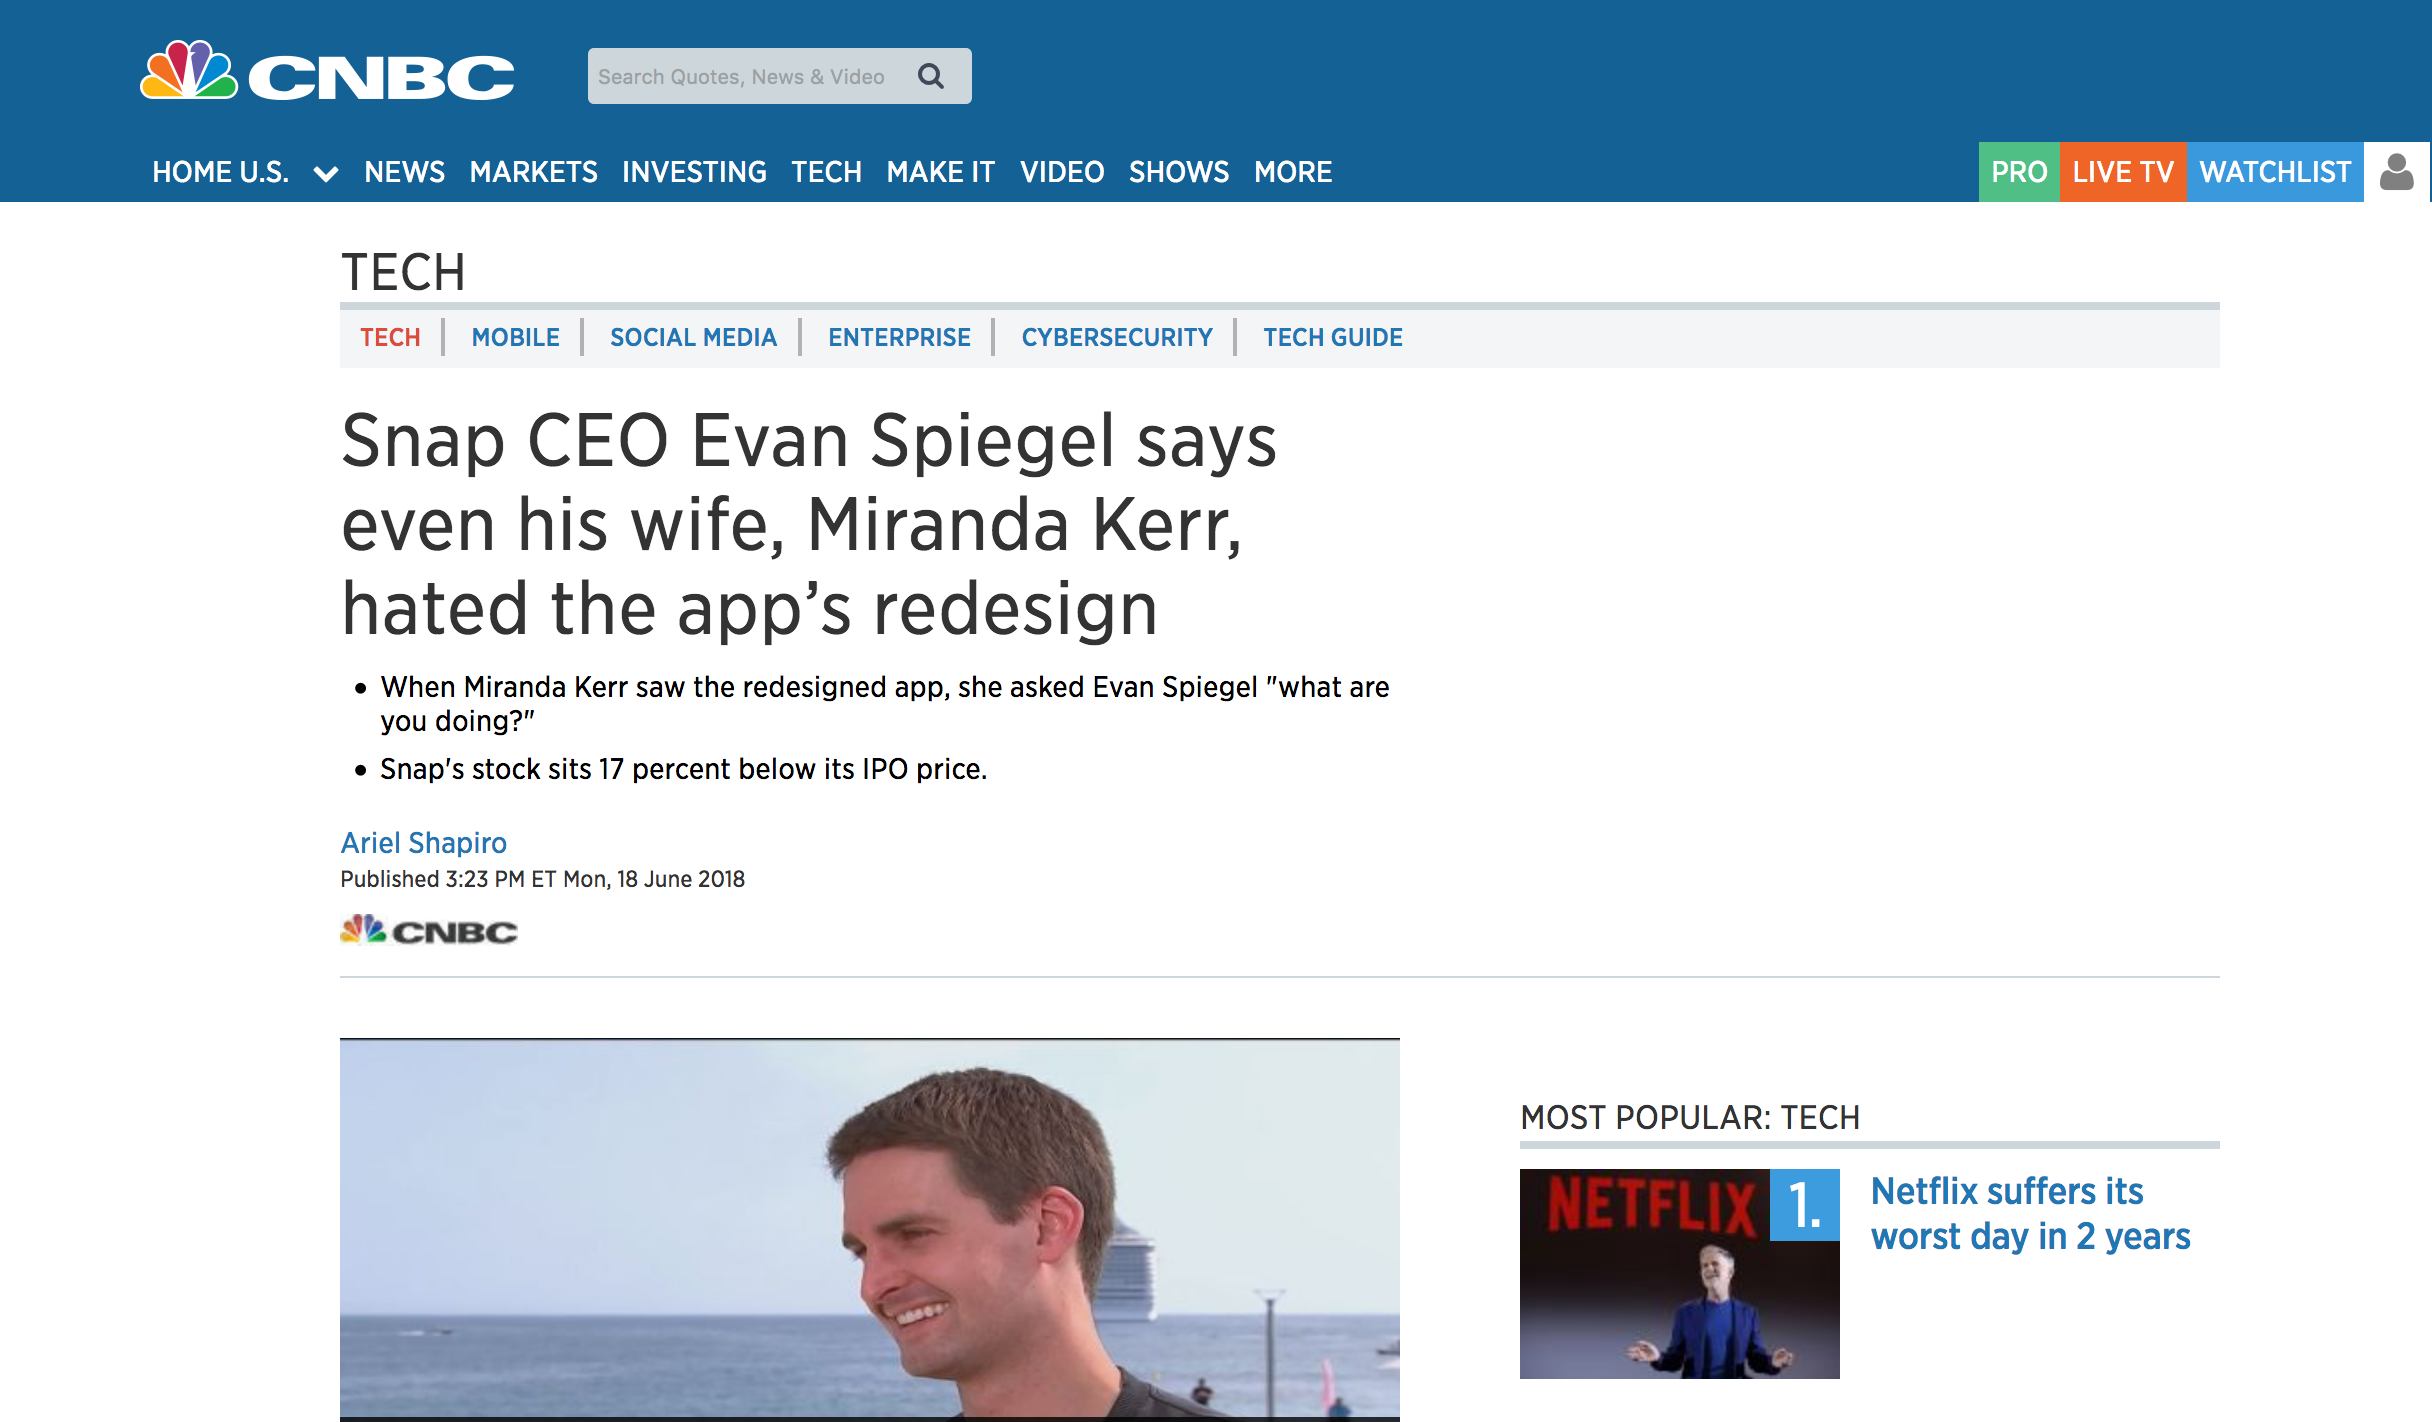 CNBC
Search Quotes, News & Video
HOME U.S. NEWS MARKETS INVESTING TECH MAKE IT VIDEO SHOWS MORE
PRO LIVE TV WATCHLIST
TECH
TECH MOBILE SOCIAL MEDIA ENTERPRISE CYBERSECURITY TECH GUIDE
Snap CEO Evan Spiegel says
even his wife, Miranda Kerr,
hated the app’s redesign
When Miranda Kerr saw the redesigned app, she asked Evan Spiegel "what are
you doing?"
Snap's stock sits 17 percent below its IPO price.
Ariel Shapiro
Published 3:23 PM ET Mon, 18 June 2018
CNBC
MOST POPULAR: TECH
NETFLIX
1.
Netflix suffers its
worst day in 2 years